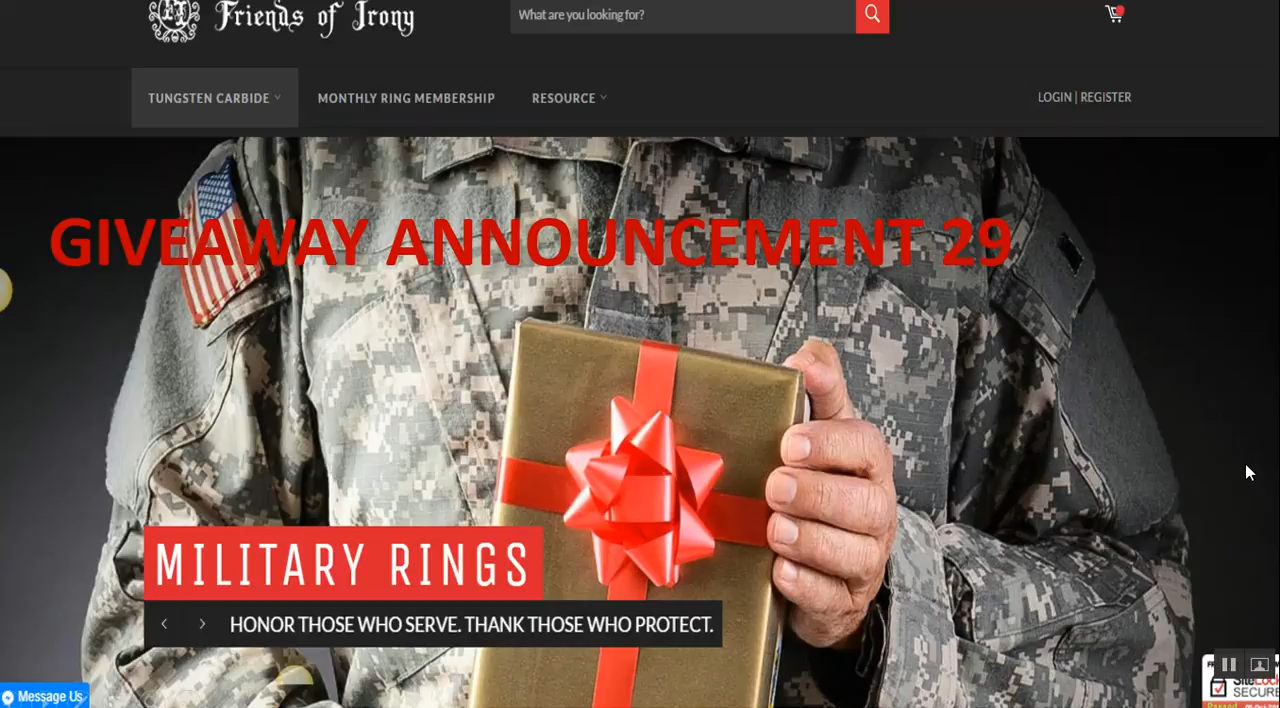 Friends of Irony
What are you looking for?
TUNGSTEN CARBIDE
MONTHLY RING MEMBERSHIP
RESOURCE
LOGIN | REGISTER
GIVEAWAY ANNOUNCEMENT 29
MILITARY RINGS
HONOR THOSE WHO SERVE. THANK THOSE WHO PROTECT.
Message Us
SECURE